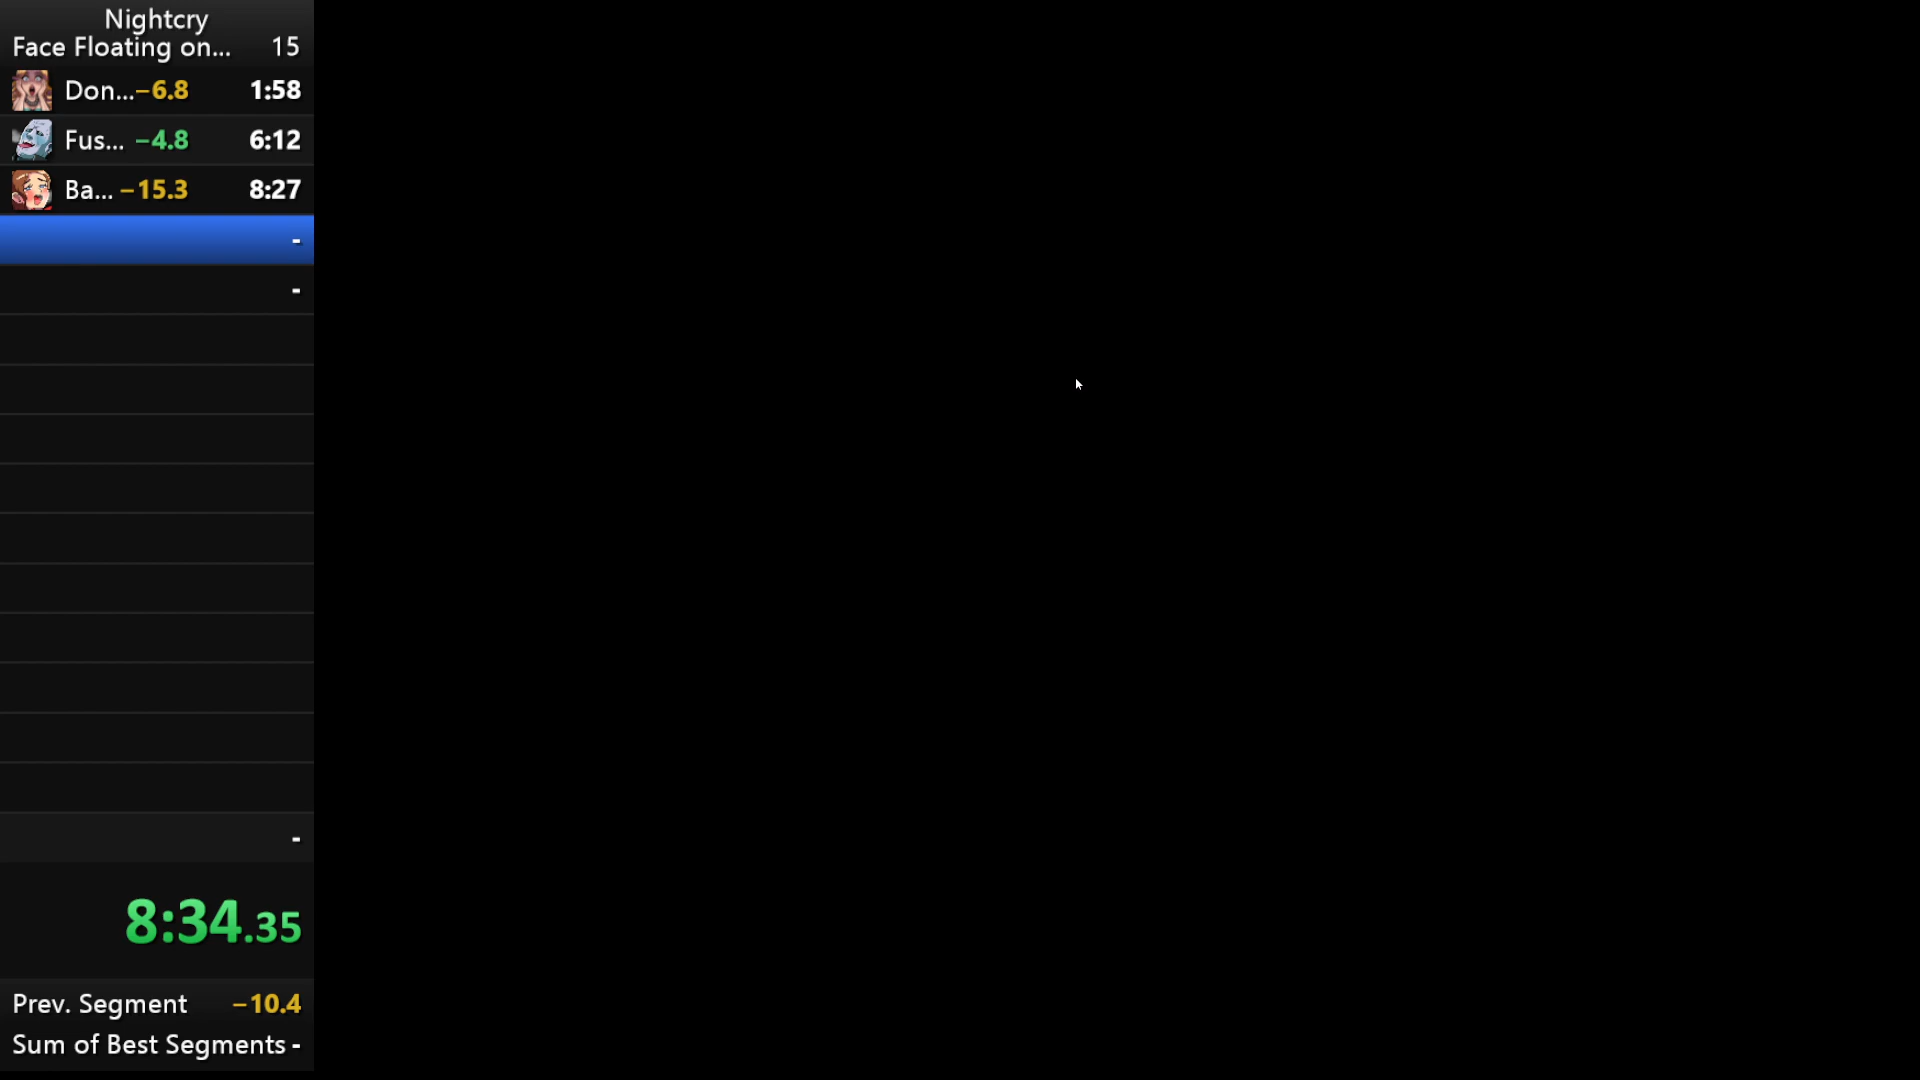 Nightcry
Face Floating on... 15
Don... −6.8 1:58
Fus... −4.8 6:12
Ba... −15.3 8:27
-
-
-
8:34.35
Prev. Segment −10.4
Sum of Best Segments -